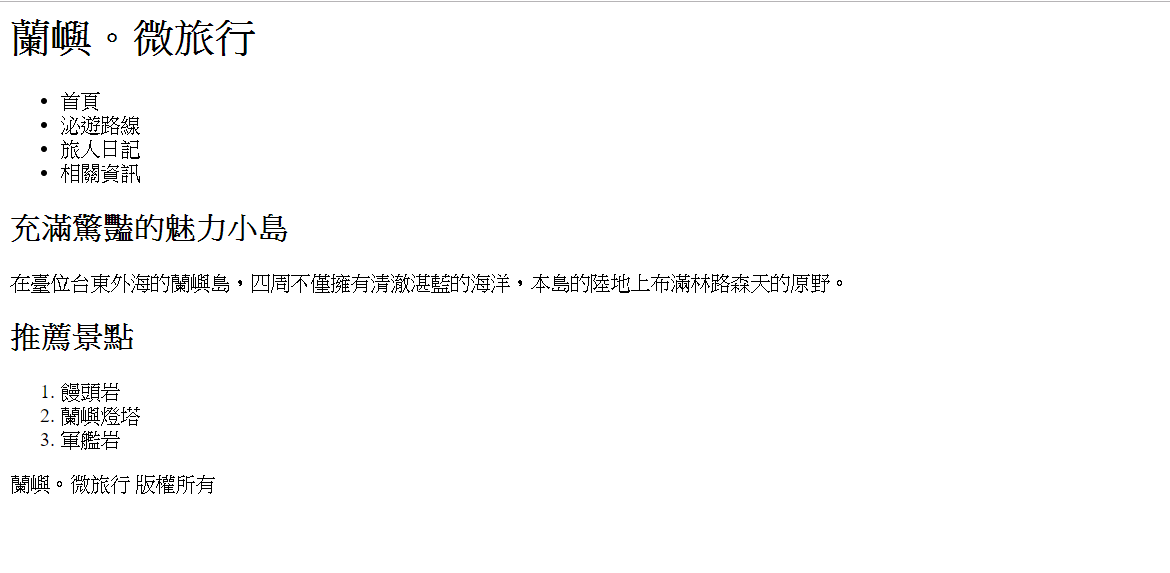 蘭嶼。微旅行
• 首頁
• 泌遊路線
• 旅人日記
• 相關資訊
充滿驚豔的魅力小島
在臺位台東外海的蘭嶼島，四周不僅擁有清澈湛藍的海洋，本島的陸地上布滿林路森天的原野。
推薦景點
1. 饅頭岩
2. 蘭嶼燈塔
3. 軍艦岩
蘭嶼。微旅行 版權所有